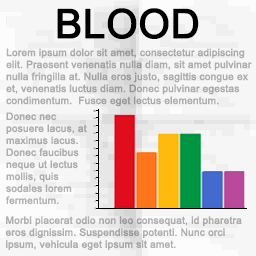 BLOOD
Lorem ipsum dolor sit amet, consectetur adipiscing
elit. Praesent venenatis nulla diam, sit amet pulvinar
nulla fringilla at. Nulla eros justo, sagittis congue ex
et, venenatis luctus diam. Donec pulvinar egestas
condimentum. Fusce eget lectus elementum.
Donec nec
posuere lacus, at
maximus lacus.
Donec faucibus
neque ut lectus
mollis, quis
sodales lorem
fermentum.
Morbi placerat odio non leo consequat, id pharetra
eros dignissim. Suspendisse potenti. Nunc orci
ipsum, vehicula eget ipsum sit amet.